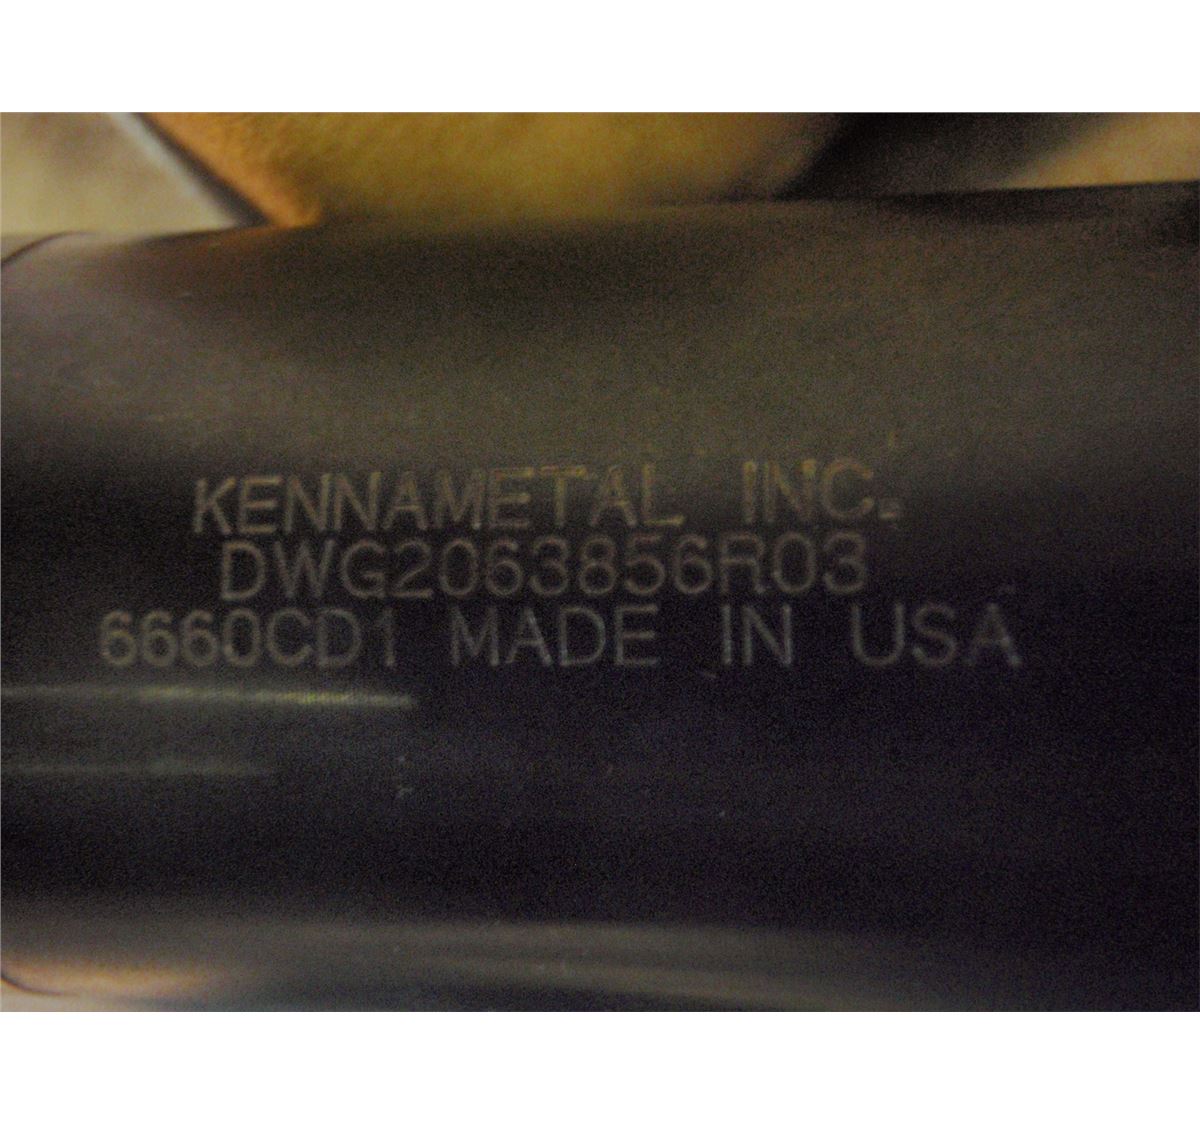 KENNAMETAL INC.
DWG2063856R03
6660CD1 MADE IN USA